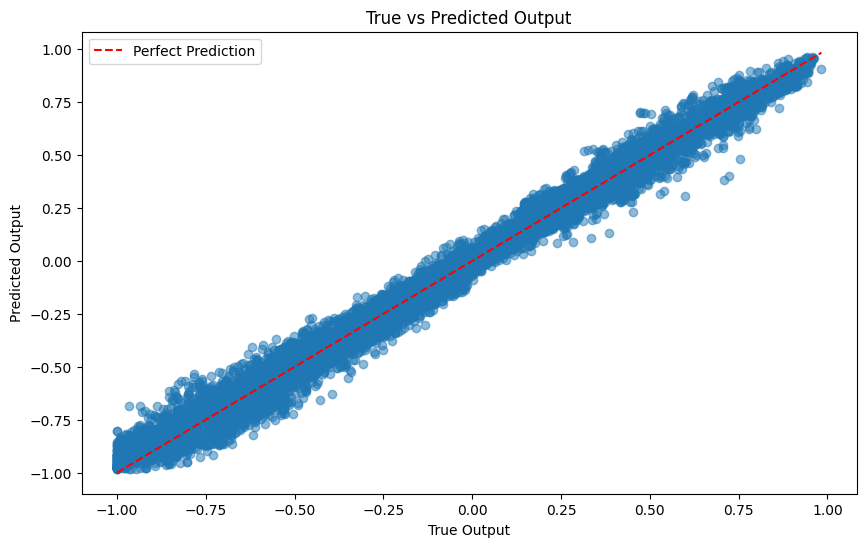 True vs Predicted Output
Perfect Prediction
1.00
0.75
0.50
0.25
0.00
−0.25
−0.50
−0.75
−1.00
Predicted Output
−1.00 −0.75 −0.50 −0.25 0.00 0.25 0.50 0.75 1.00
True Output